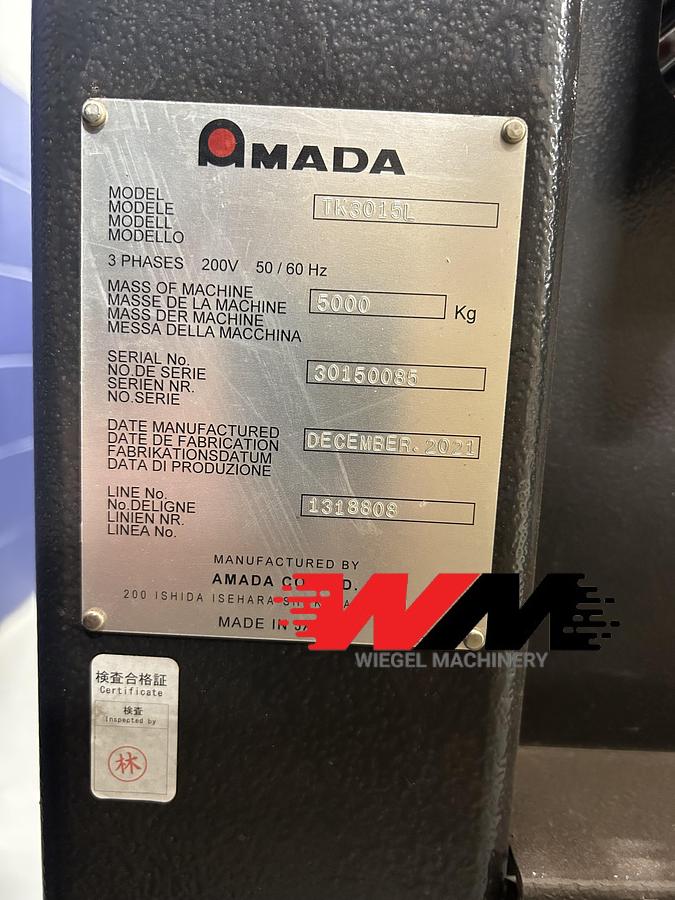 AMADA
MODEL
MODELE
MODELL
MODELLO
TK3015L
3 PHASES 200V 50 / 60 Hz
MASS OF MACHINE
MASSE DE LA MACHINE
MASS DER MACHINE
MESSA DELLA MACCHINA
5000 Kg
SERIAL No.
NO.DE SERIE
SERIEN NR.
NO.SERIE
30150085
DATE MANUFACTURED
DATE DE FABRICATION
FABRIKATIONSDATUM
DATA DI PRODUZIONE
DECEMBER.2021
LINE No.
No.DELIGNE
LINIEN NR.
LINEA No.
1318808
MANUFACTURED BY
AMADA CO
200 ISHIDA ISEHARA
MADE IN
WM
WIEGEL MACHINERY
検査合格証
Certificate
検査
Inspected by
林